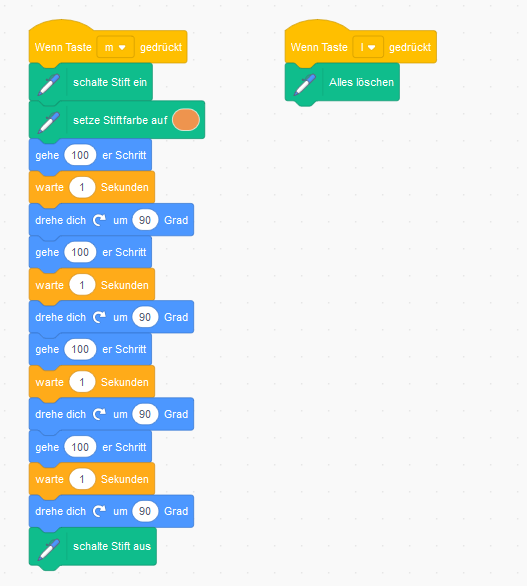 Wenn Taste m gedrückt
schalte Stift ein
setze Stiftfarbe auf
gehe 100 er Schritt
warte 1 Sekunden
drehe dich um 90 Grad
gehe 100 er Schritt
warte 1 Sekunden
drehe dich um 90 Grad
gehe 100 er Schritt
warte 1 Sekunden
drehe dich um 90 Grad
gehe 100 er Schritt
warte 1 Sekunden
drehe dich um 90 Grad
schalte Stift aus
Wenn Taste l gedrückt
Alles löschen